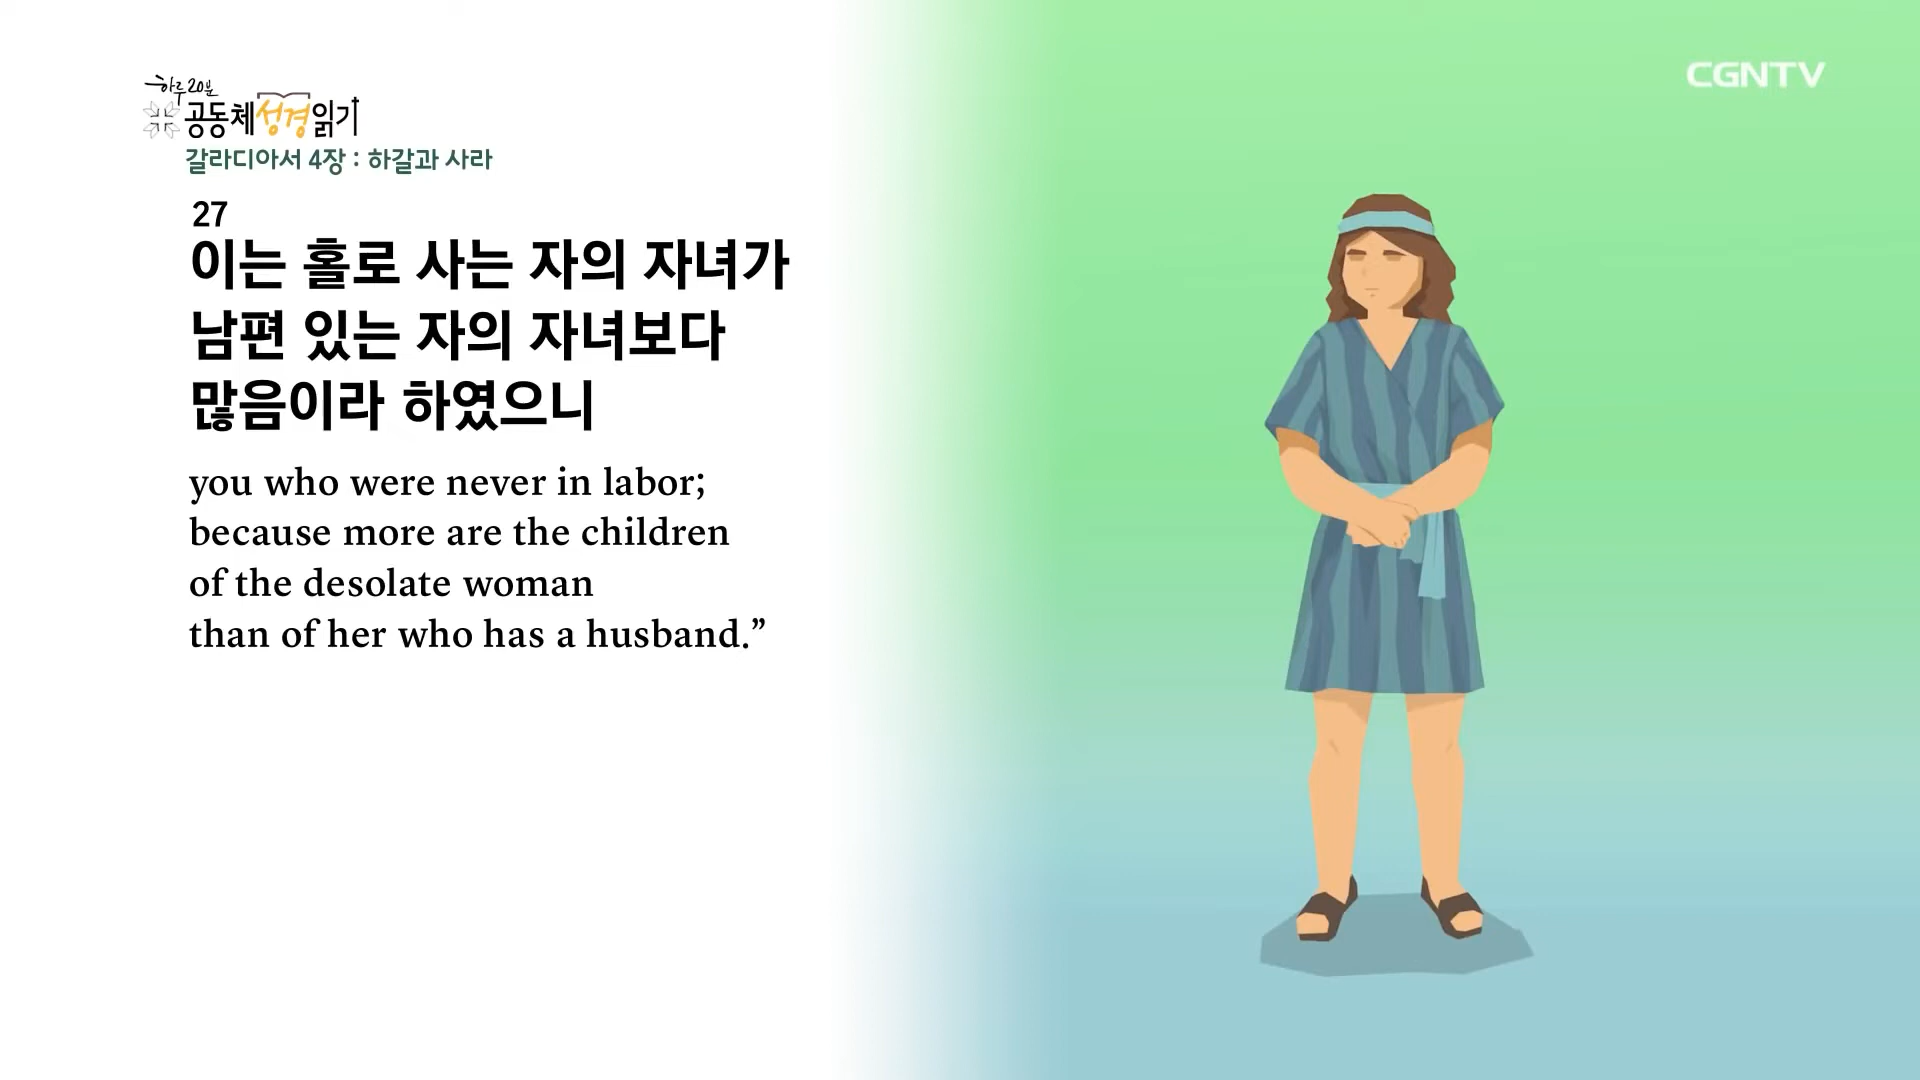 하루 20분
공동체성경읽기
CGNTV
갈라디아서 4장 : 하갈과 사라
27
이는 홀로 사는 자의 자녀가
남편 있는 자의 자녀보다
많음이라 하였으니
you who were never in labor;
because more are the children
of the desolate woman
than of her who has a husband.”